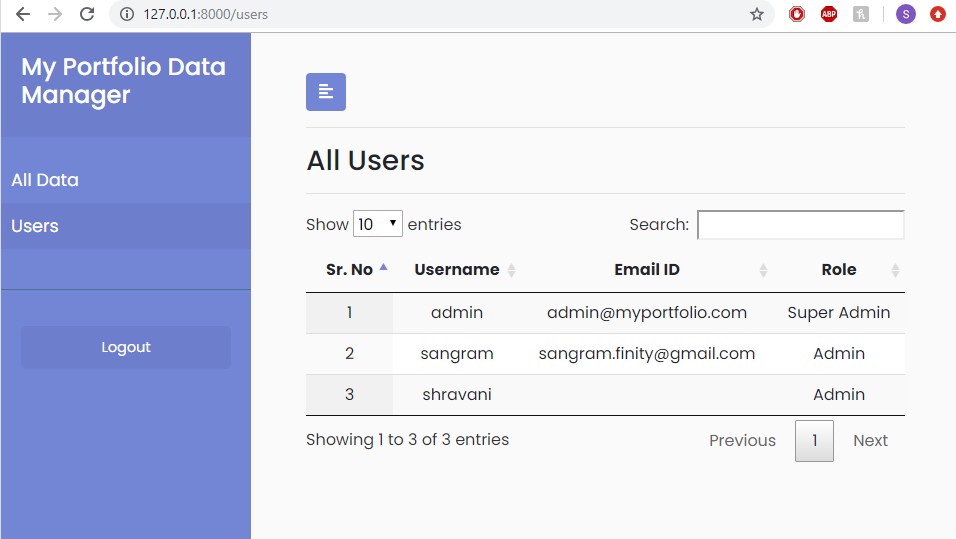 127.0.0.1:8000/users
ABP
h
S
My Portfolio Data
Manager
All Data
Users
Logout
All Users
Show 10 entries Search:
Sr. No Username Email ID Role
1 admin admin@myportfolio.com Super Admin
2 sangram sangram.finity@gmail.com Admin
3 shravani Admin
Showing 1 to 3 of 3 entries Previous 1 Next